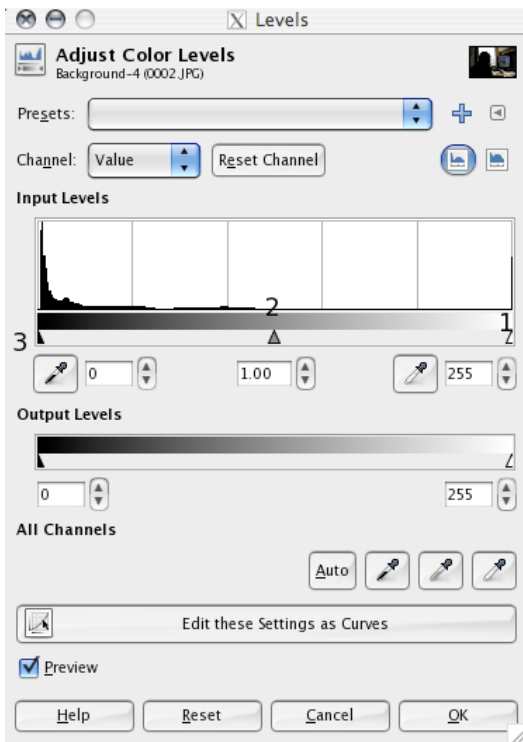 Levels
Adjust Color Levels
Background-4 (0002.JPG)
Presets:
Channel: Value Reset Channel
Input Levels
2
1
3
0 1.00 255
Output Levels
0 255
All Channels
Auto
Edit these Settings as Curves
Preview
Help Reset Cancel OK